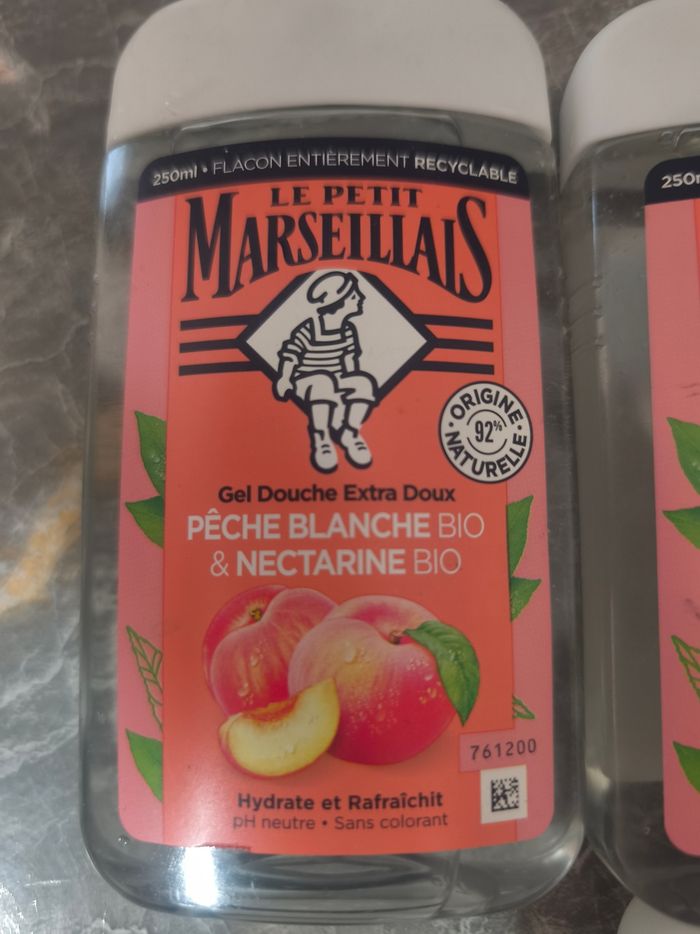 250ml • FLACON ENTIÈREMENT RECYCLABLE
LE PETIT
MARSEILLAIS
ORIGINE
92%
NATURELLE
Gel Douche Extra Doux
PÊCHE BLANCHE BIO
& NECTARINE BIO
761200
Hydrate et Rafraîchit
pH neutre • Sans colorant